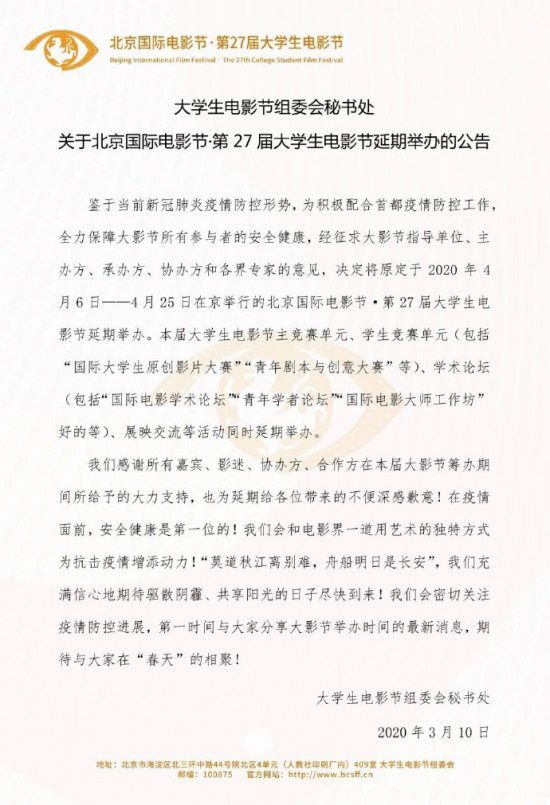 北京国际电影节·第27届大学生电影节
Beijing International Film Festival · The 27th College Student Film Festival
大学生电影节组委会秘书处
关于北京国际电影节·第 27 届大学生电影节延期举办的公告
鉴于当前新冠肺炎疫情防控形势，为积极配合首都疫情防控工作，
全力保障大影节所有参与者的安全健康，经征求大影节指导单位、主
办方、承办方、协办方和各界专家的意见，决定将原定于 2020 年 4
月 6 日——4 月 25 日在京举行的北京国际电影节·第 27 届大学生电
影节延期举办。本届大学生电影节主竞赛单元、学生竞赛单元（包括
“国际大学生原创影片大赛”“青年剧本与创意大赛”等）、学术论坛
（包括“国际电影学术论坛”“青年学者论坛”“国际电影大师工作坊”
好的等）、展映交流等活动同时延期举办。
我们感谢所有嘉宾、影迷、协办方、合作方在本届大影节筹办期
间所给予的大力支持，也为延期给各位带来的不便深感歉意！在疫情
面前，安全健康是第一位的！我们会和电影界一道用艺术的独特方式
为抗击疫情增添动力！“莫道秋江离别难，舟船明日是长安”，我们充
满信心地期待驱散阴霾、共享阳光的日子尽快到来！我们会密切关注
疫情防控进展，第一时间与大家分享大影节举办时间的最新消息，期
待与大家在“春天”的相聚！
大学生电影节组委会秘书处
2020 年 3 月 10 日
地址：北京市海淀区北三环中路44号院北区4单元（人教社印刷厂内）409室 大学生电影节组委会
邮编：100875 官方网站：http://www.bcsff.cn